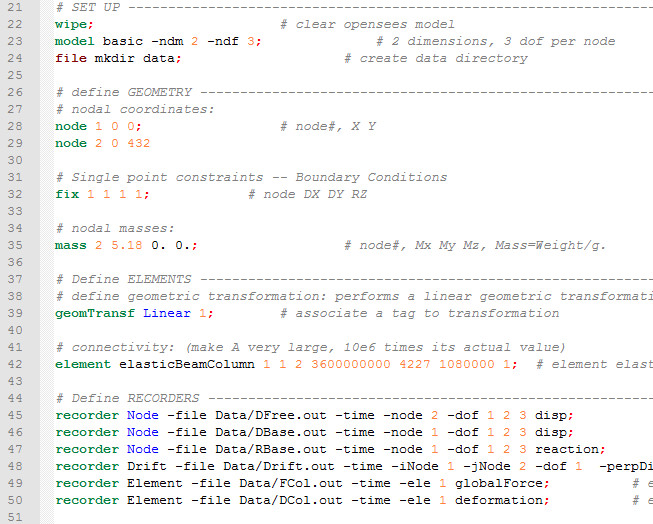 21 # SET UP ----------------------------------------------------------------
22 wipe; # clear opensees model
23 model basic -ndm 2 -ndf 3; # 2 dimensions, 3 dof per node
24 file mkdir data; # create data directory
25
26 # define GEOMETRY ---------------------------------------------------------
27 # nodal coordinates:
28 node 1 0 0; # node#, X Y
29 node 2 0 432
30
31 # Single point constraints -- Boundary Conditions
32 fix 1 1 1 1; # node DX DY RZ
33
34 # nodal masses:
35 mass 2 5.18 0. 0.; # node#, Mx My Mz, Mass=Weight/g.
36
37 # Define ELEMENTS ---------------------------------------------------------
38 # define geometric transformation: performs a linear geometric transformati
39 geomTransf Linear 1; # associate a tag to transformation
40
41 # connectivity: (make A very large, 10e6 times its actual value)
42 element elasticBeamColumn 1 1 2 3600000000 4227 1080000 1; # element elast
43
44 # Define RECORDERS --------------------------------------------------------
45 recorder Node -file Data/DFree.out -time -node 2 -dof 1 2 3 disp;
46 recorder Node -file Data/DBase.out -time -node 1 -dof 1 2 3 disp;
47 recorder Node -file Data/RBase.out -time -node 1 -dof 1 2 3 reaction;
48 recorder Drift -file Data/Drift.out -time -iNode 1 -jNode 2 -dof 1 -perpDi
49 recorder Element -file Data/FCol.out -time -ele 1 globalForce; # e
50 recorder Element -file Data/DCol.out -time -ele 1 deformation; # e
51